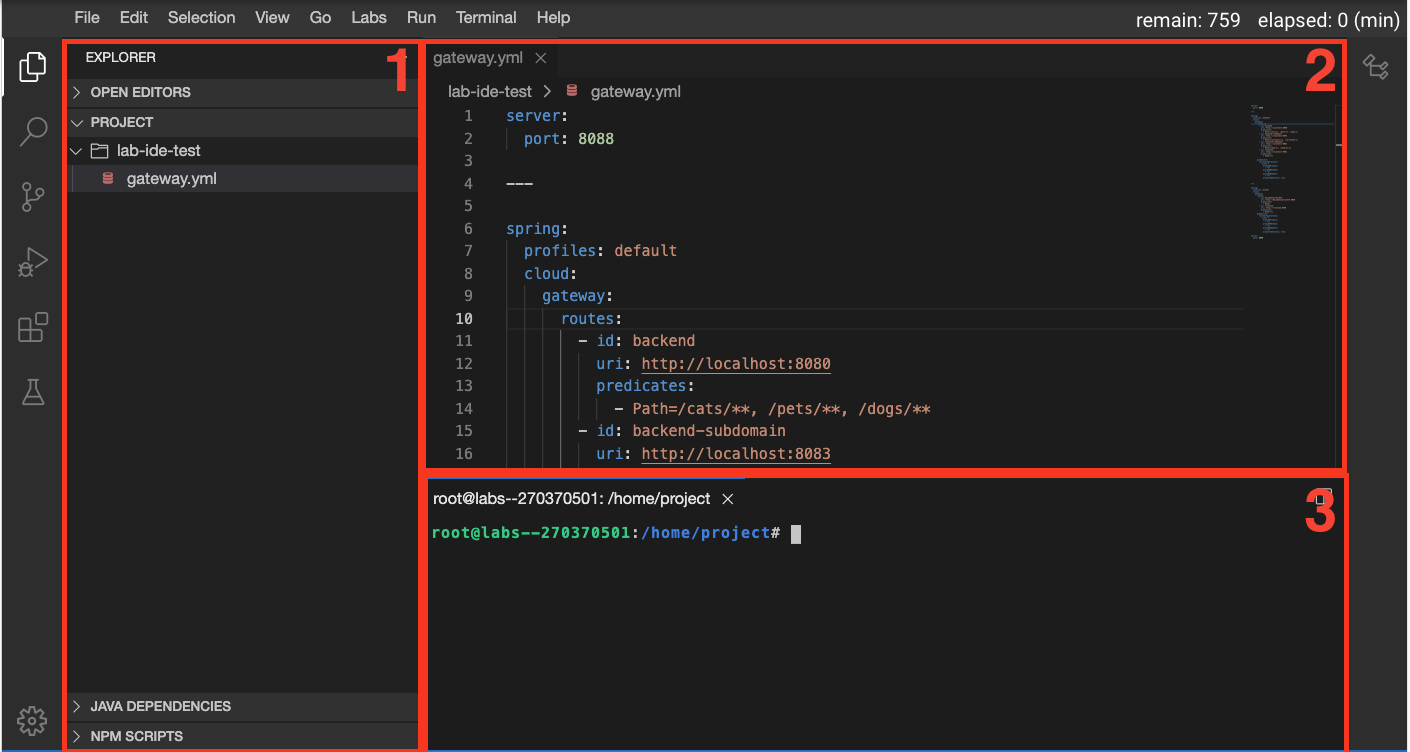 File Edit Selection View Go Labs Run Terminal Help
remain: 759 elapsed: 0 (min)
EXPLORER
1
OPEN EDITORS
PROJECT
lab-ide-test
gateway.yml
JAVA DEPENDENCIES
NPM SCRIPTS
gateway.yml
2
lab-ide-test > gateway.yml
1 server:
2 port: 8088
3
4 ---
5
6 spring:
7 profiles: default
8 cloud:
9 gateway:
10 routes:
11 - id: backend
12 uri: http://localhost:8080
13 predicates:
14 - Path=/cats/**, /pets/**, /dogs/**
15 - id: backend-subdomain
16 uri: http://localhost:8083
root@labs--270370501: /home/project
3
root@labs--270370501:/home/project#